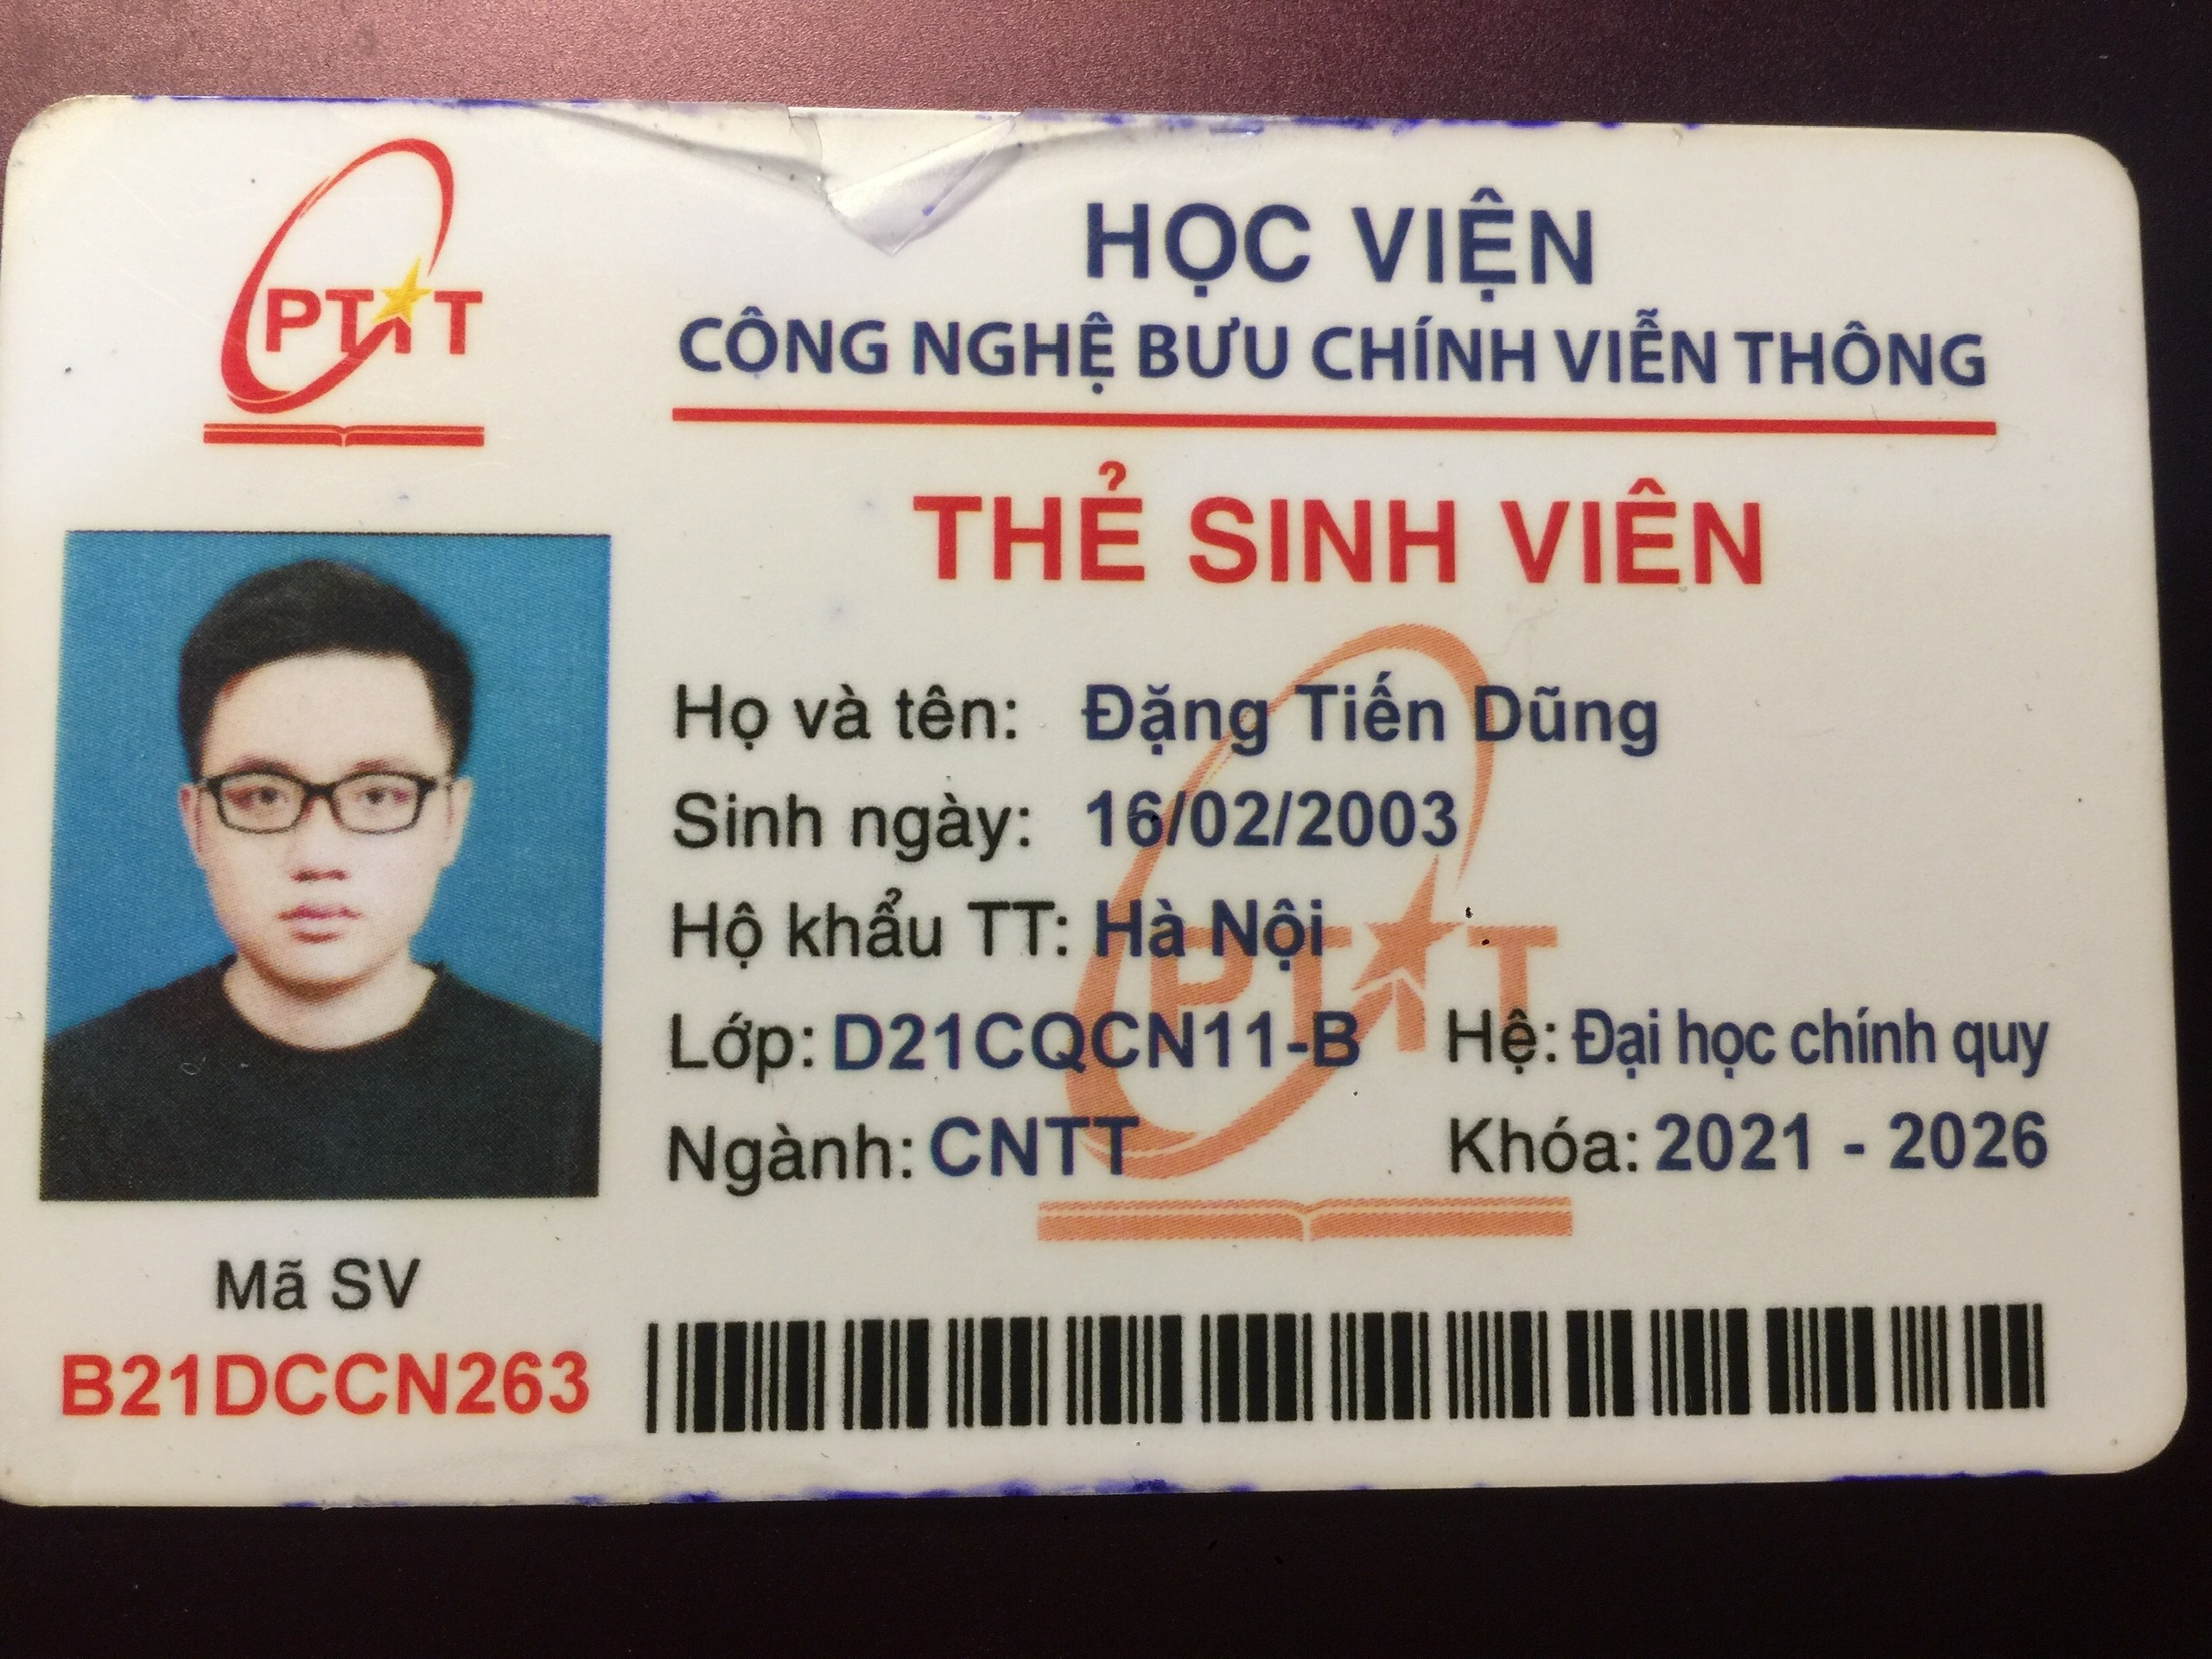 PTIT
HỌC VIỆN
CÔNG NGHỆ BƯU CHÍNH VIỄN THÔNG
THẺ SINH VIÊN
Họ và tên: Đặng Tiến Dũng
Sinh ngày: 16/02/2003
Hộ khẩu TT: Hà Nội
PTIT
Lớp: D21CQCN11-B Hệ: Đại học chính quy
Ngành: CNTT Khóa: 2021 - 2026
Mã SV
B21DCCN263